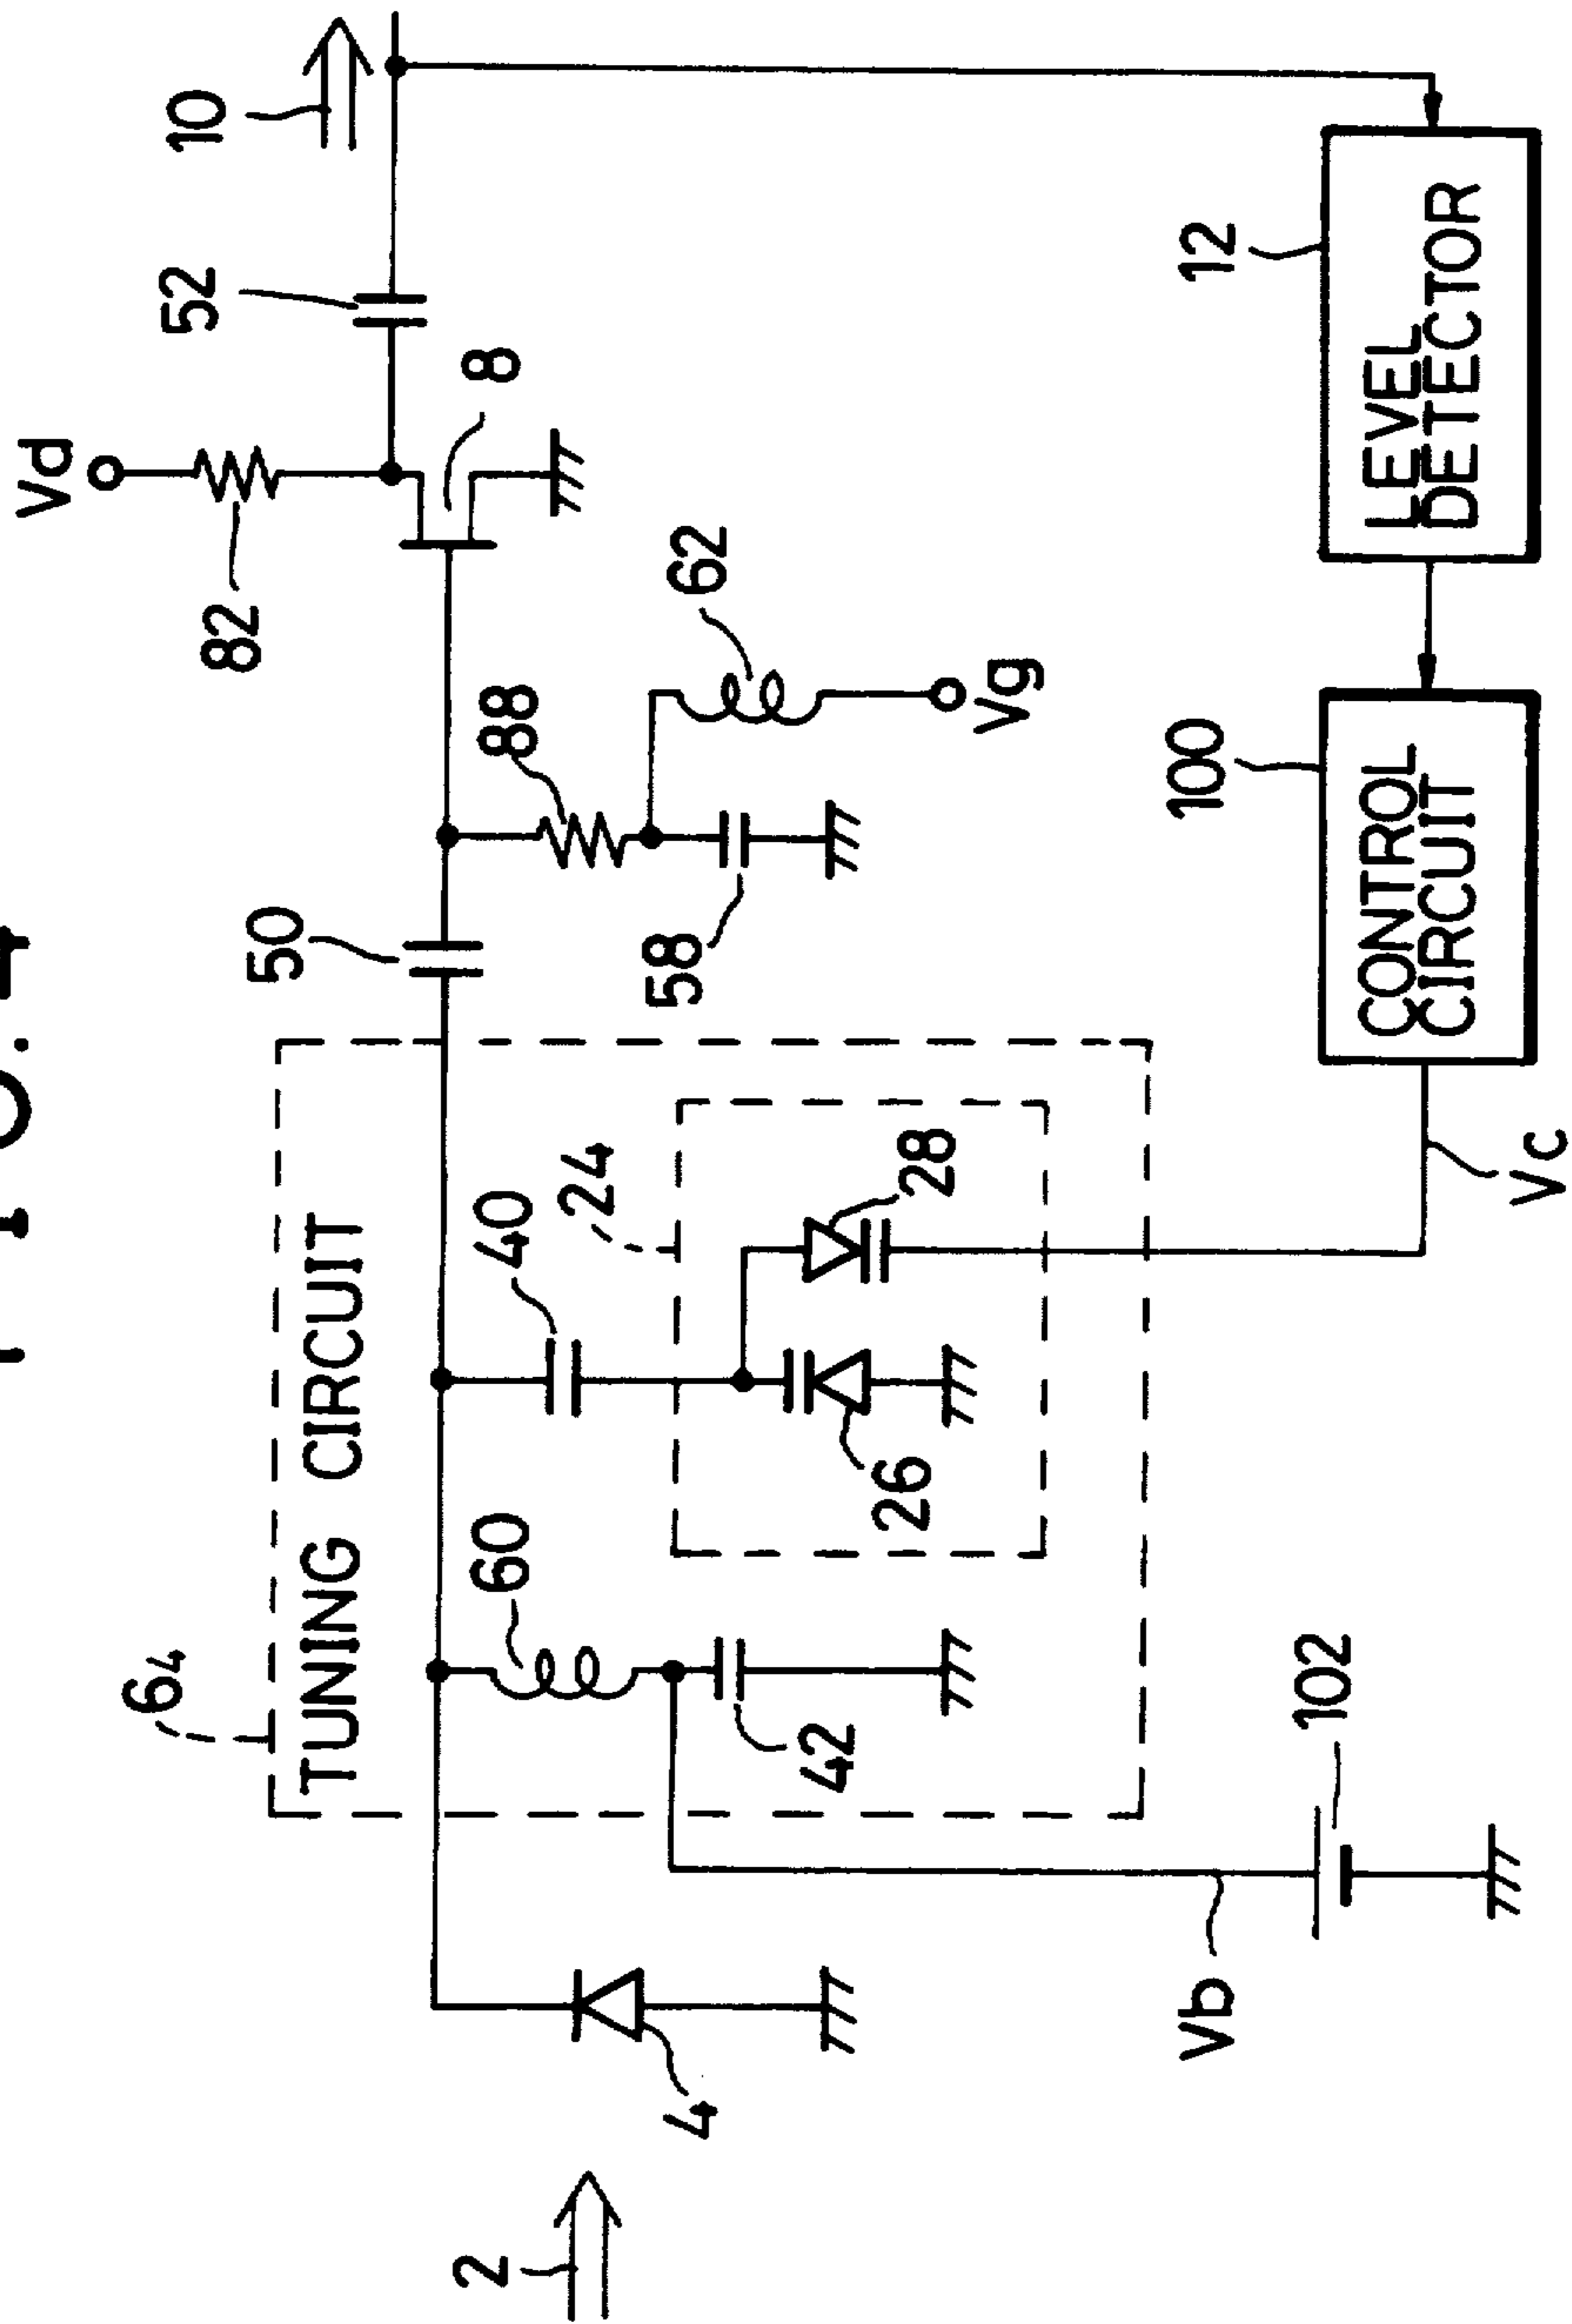 64
TUNING CIRCUIT
2
4
60
42
40
24
26
28
50
58
88
62
Vg
82
Vd
8
52
10
Vb
102
Vc
100
CONTROL
CIRCUIT
12
LEVEL
DETECTOR